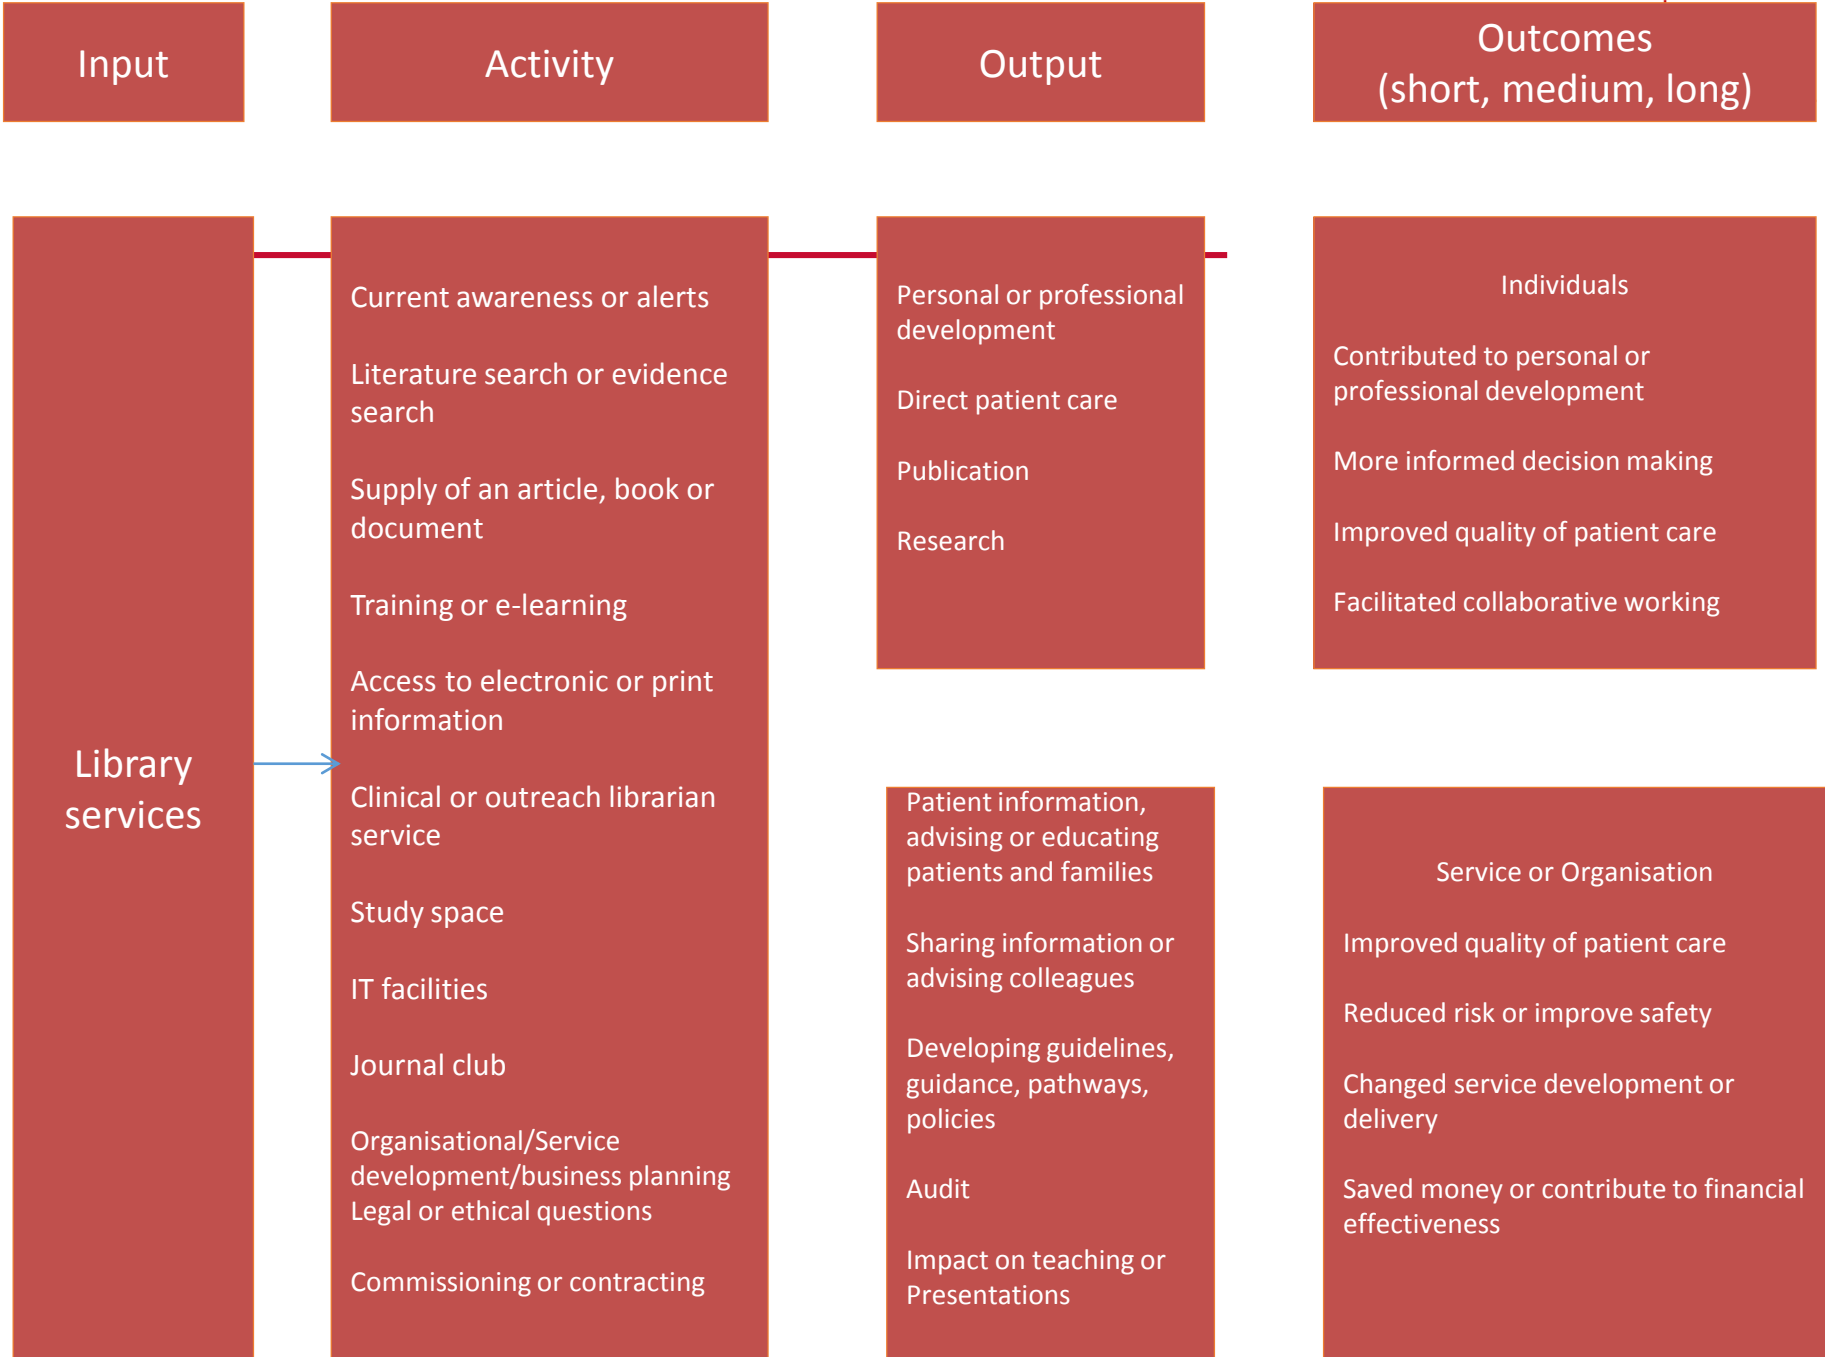 Input
Activity
Output
Outcomes
(short, medium, long)
Library
services
Current awareness or alerts
Literature search or evidence
search
Supply of an article, book or
document
Training or e-learning
Access to electronic or print
information
Clinical or outreach librarian
service
Study space
IT facilities
Journal club
Organisational/Service
development/business planning
Legal or ethical questions
Commissioning or contracting
Personal or professional
development
Direct patient care
Publication
Research
Patient information,
advising or educating
patients and families
Sharing information or
advising colleagues
Developing guidelines,
guidance, pathways,
policies
Audit
Impact on teaching or
Presentations
Individuals
Contributed to personal or
professional development
More informed decision making
Improved quality of patient care
Facilitated collaborative working
Service or Organisation
Improved quality of patient care
Reduced risk or improve safety
Changed service development or
delivery
Saved money or contribute to financial
effectiveness